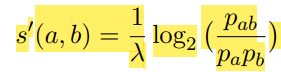 s′(a, b) = 1/λ log₂ (p_ab / p_a p_b)